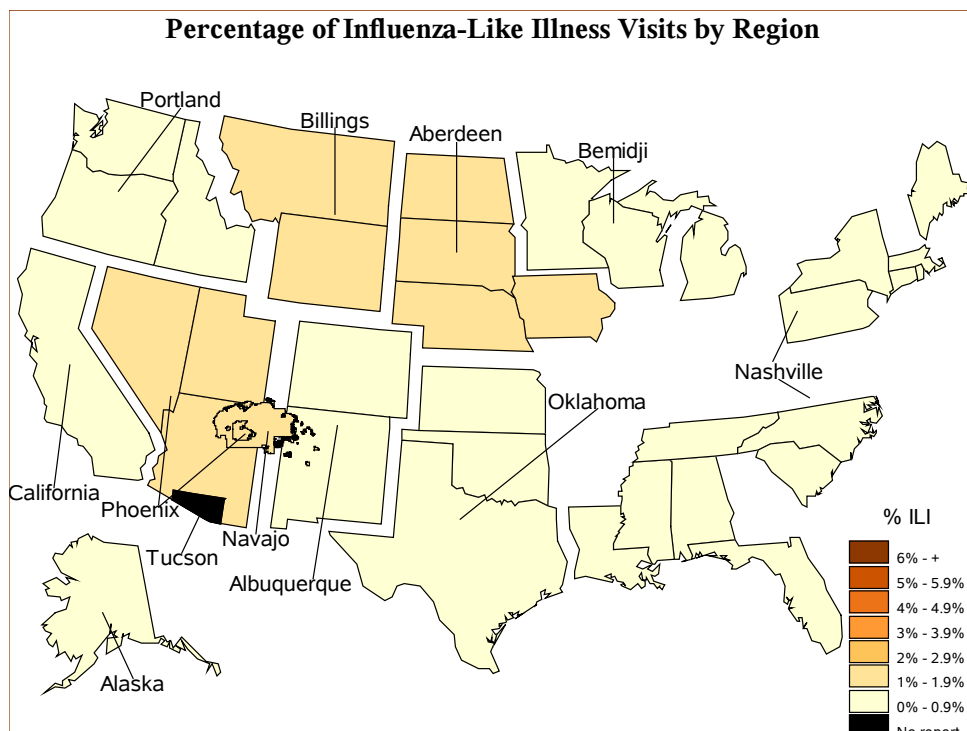 Percentage of Influenza-Like Illness Visits by Region
Portland
Billings
Aberdeen
Bemidji
Nashville
Oklahoma
California
Phoenix
Tucson
Navajo
Albuquerque
Alaska
% ILI
6% - +
5% - 5.9%
4% - 4.9%
3% - 3.9%
2% - 2.9%
1% - 1.9%
0% - 0.9%
No report